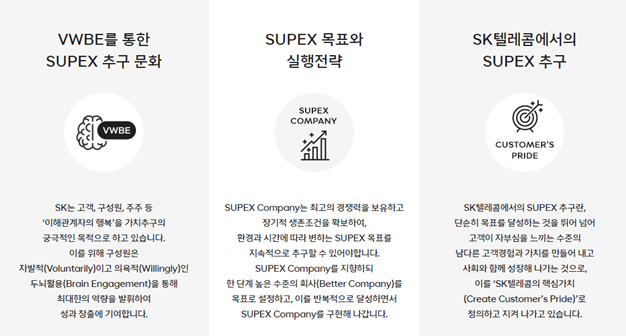 VWBE를 통한
SUPEX 추구 문화
VWBE
SK는 고객, 구성원, 주주 등
‘이해관계자의 행복’을 가치추구의
궁극적인 목적으로 하고 있습니다.
이를 위해 구성원은
자발적(Voluntarily)이고 의욕적(Willingly)인
두뇌활용(Brain Engagement)을 통해
최대한의 역량을 발휘하여
성과 창출에 기여합니다.
SUPEX 목표와
실행전략
SUPEX
COMPANY
SUPEX Company는 최고의 경쟁력을 보유하고
장기적 생존조건을 확보하여,
환경과 시간에 따라 변하는 SUPEX 목표를
지속적으로 추구할 수 있어야합니다.
SUPEX Company를 지향하되
한 단계 높은 수준의 회사(Better Company)를
목표로 설정하고, 이를 반복적으로 달성하면서
SUPEX Company를 구현해 나갑니다.
SK텔레콤에서의
SUPEX 추구
CUSTOMER'S
PRIDE
SK텔레콤에서의 SUPEX 추구란,
단순히 목표를 달성하는 것을 뛰어 넘어
고객이 자부심을 느끼는 수준의
남다른 고객경험과 가치를 만들어 내고
사회와 함께 성장해 나가는 것으로,
이를 ‘SK텔레콤의 핵심가치
(Create Customer’s Pride)’로
정의하고 지켜 나가고 있습니다.